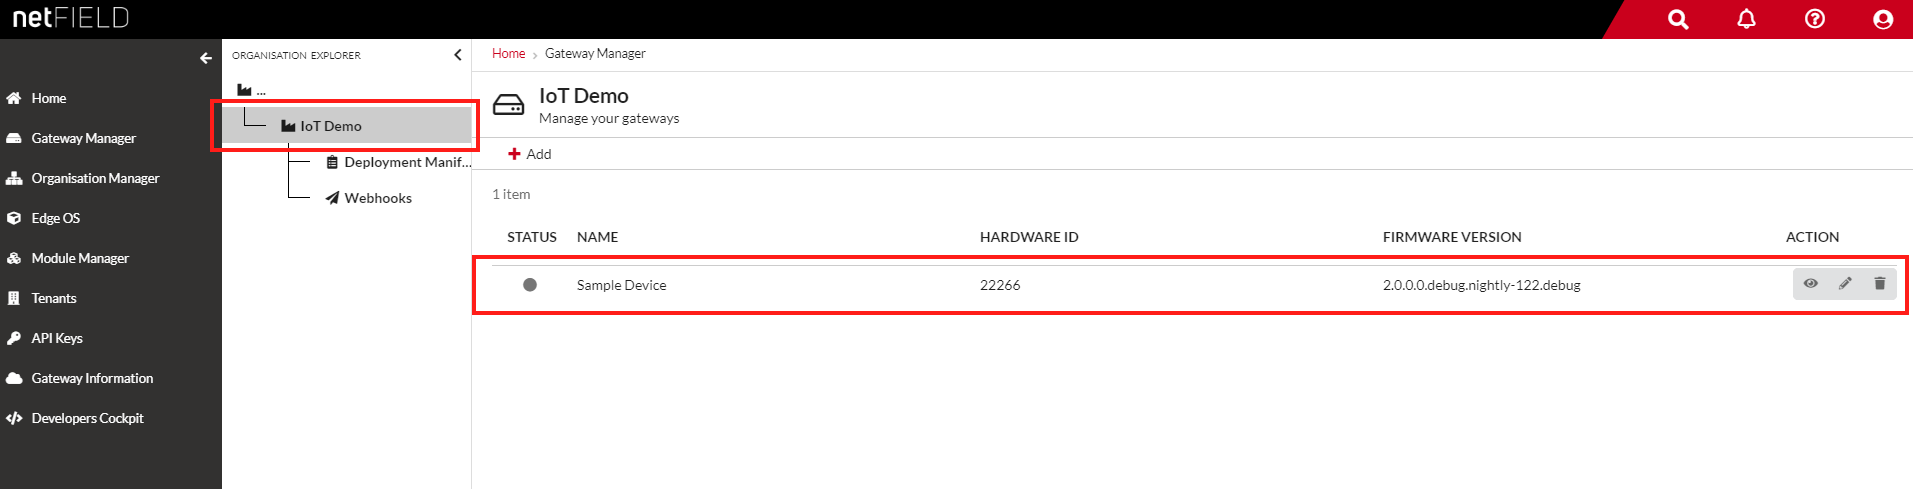 netFIELD
Home
Gateway Manager
Organisation Manager
Edge OS
Module Manager
Tenants
API Keys
Gateway Information
Developers Cockpit
ORGANISATION EXPLORER
...
IoT Demo
Deployment Manif...
Webhooks
Home › Gateway Manager
IoT Demo
Manage your gateways
Add
1 item
STATUS NAME HARDWARE ID FIRMWARE VERSION ACTION
Sample Device 22266 2.0.0.0.debug.nightly-122.debug